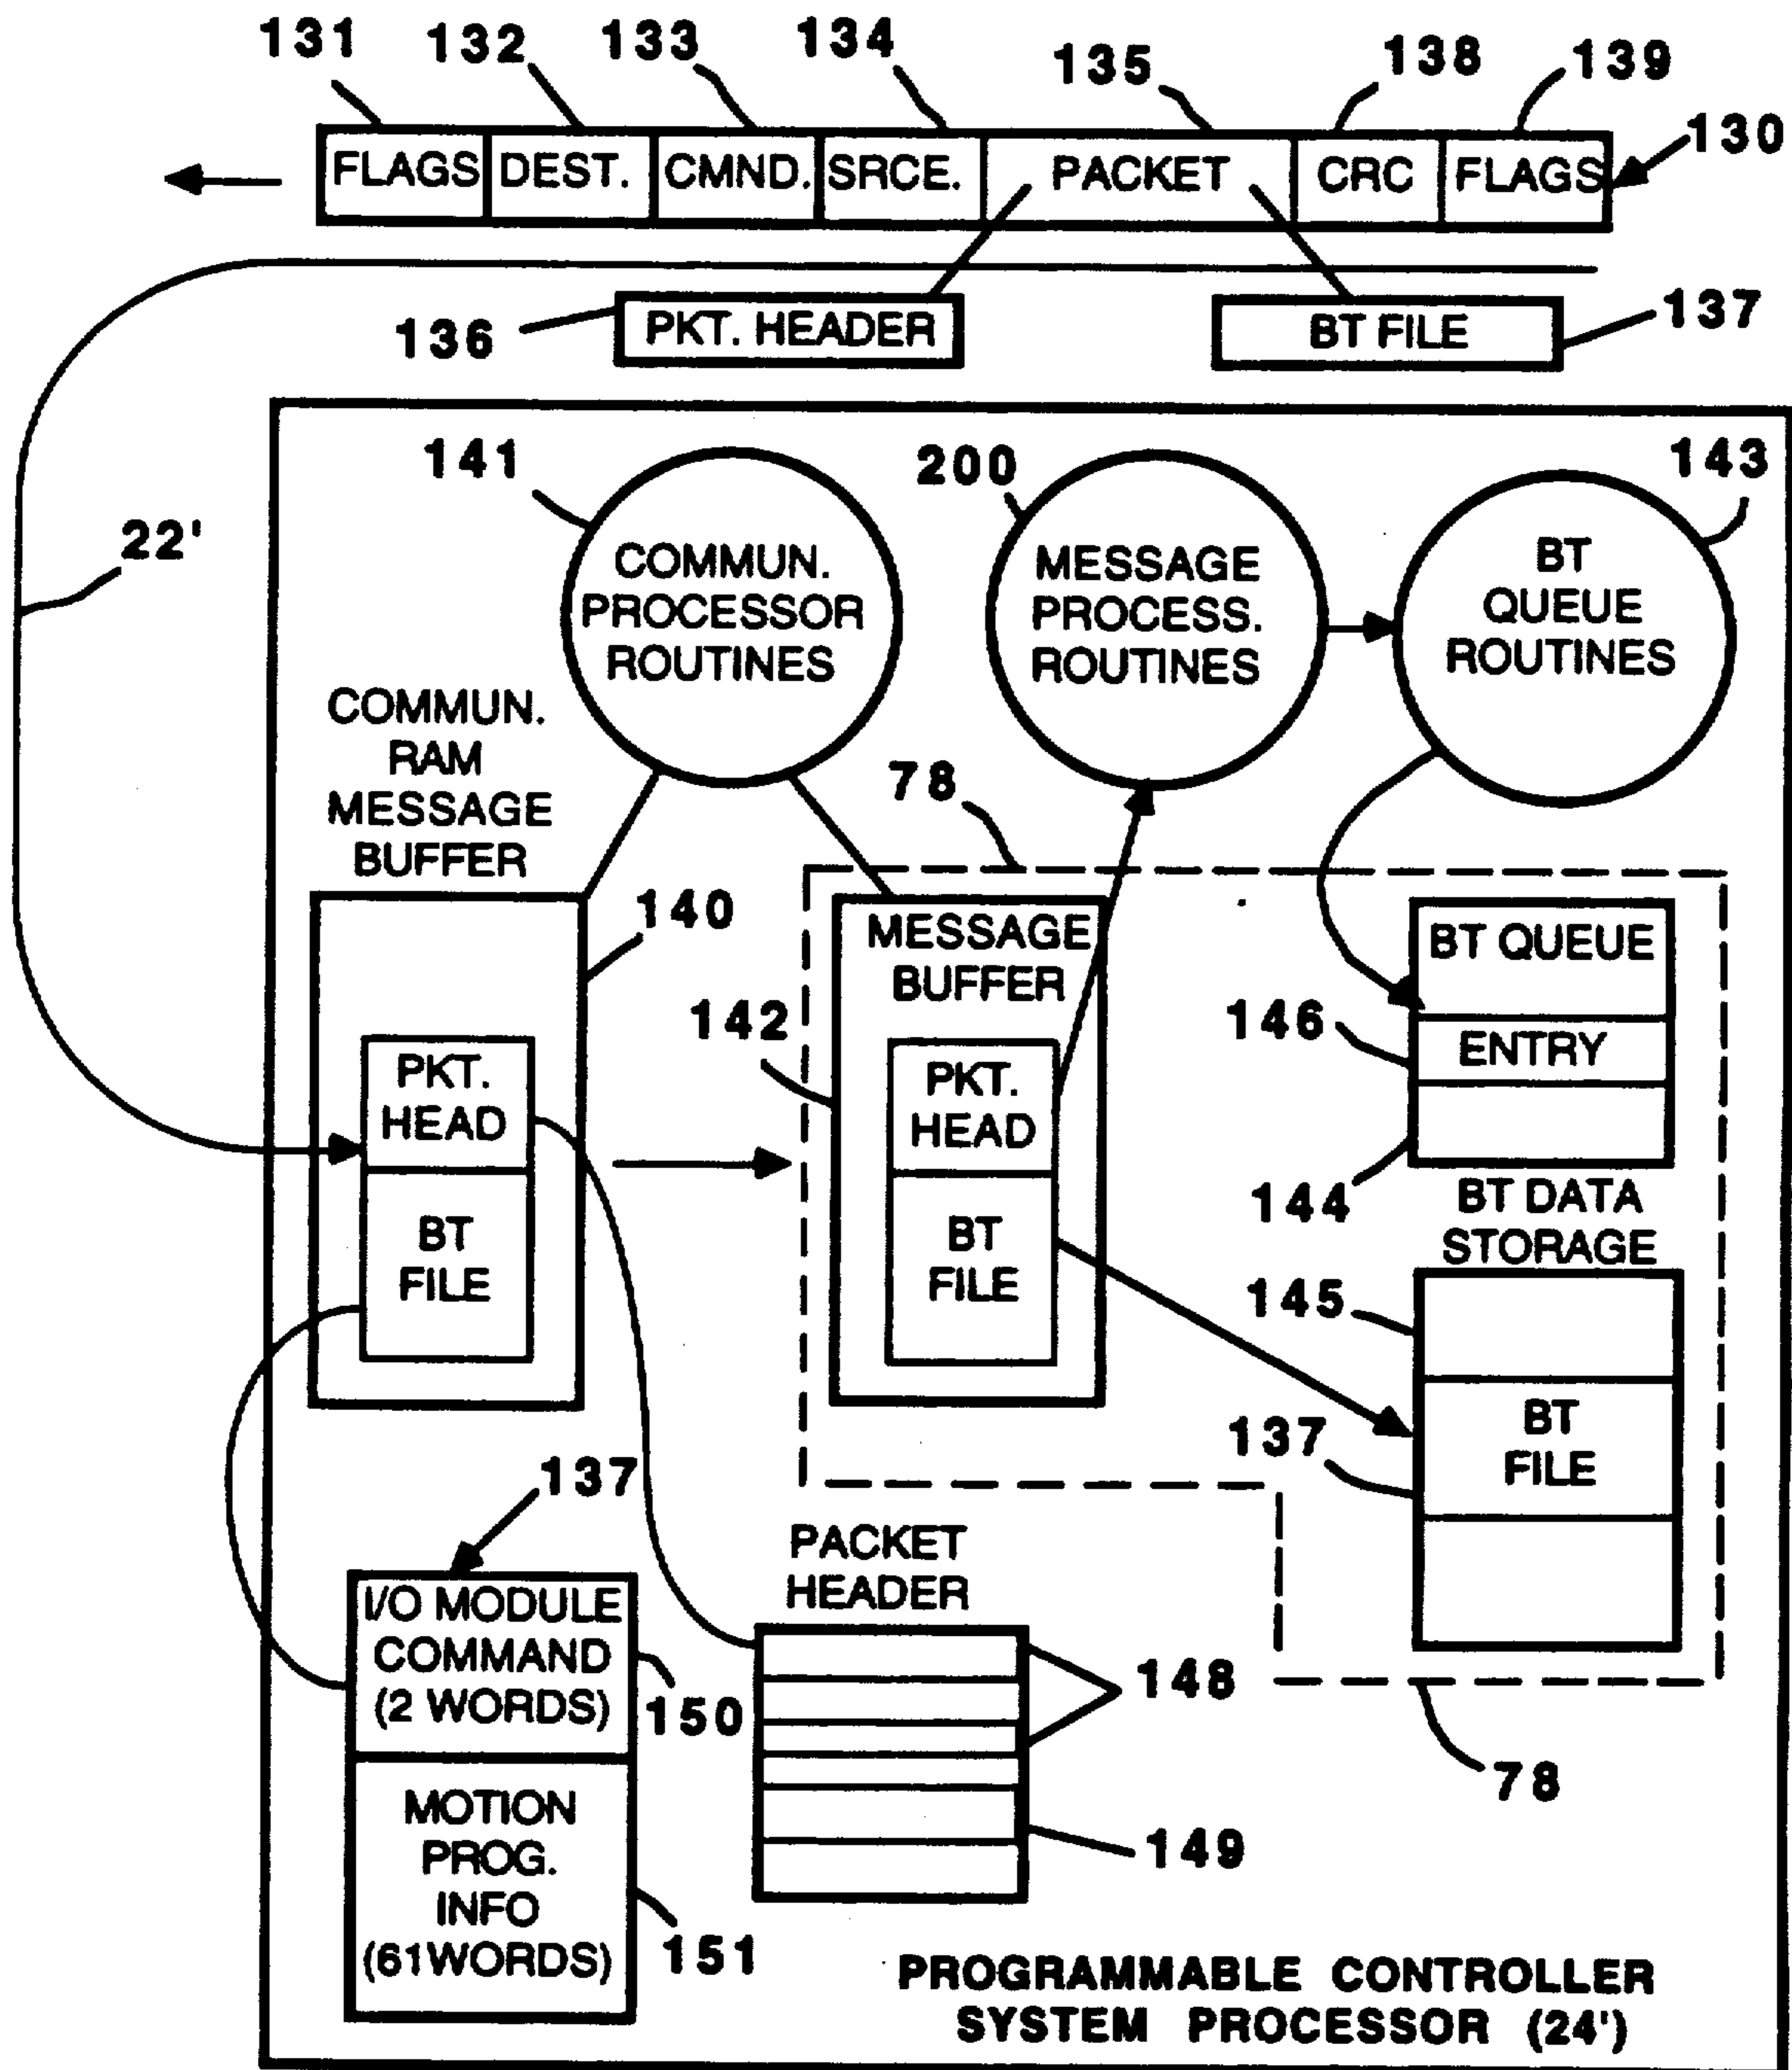 131 132 133 134 135 138 139
130
FLAGS DEST. CMND. SRCE. PACKET CRC FLAGS
136 PKT. HEADER BT FILE 137
141 200 143
22'
COMMUN.
PROCESSOR
ROUTINES
MESSAGE
PROCESS.
ROUTINES
BT
QUEUE
ROUTINES
COMMUN.
RAM
MESSAGE
BUFFER
78
140
MESSAGE
BUFFER
BT QUEUE
142
146
ENTRY
PKT.
HEAD
PKT.
HEAD
144
BT DATA
STORAGE
BT
FILE
BT
FILE
145
137
BT
FILE
137
PACKET
HEADER
I/O MODULE
COMMAND
(2 WORDS)
150
148
78
MOTION
PROG.
INFO
(61WORDS)
151
149
PROGRAMMABLE CONTROLLER
SYSTEM PROCESSOR (24')